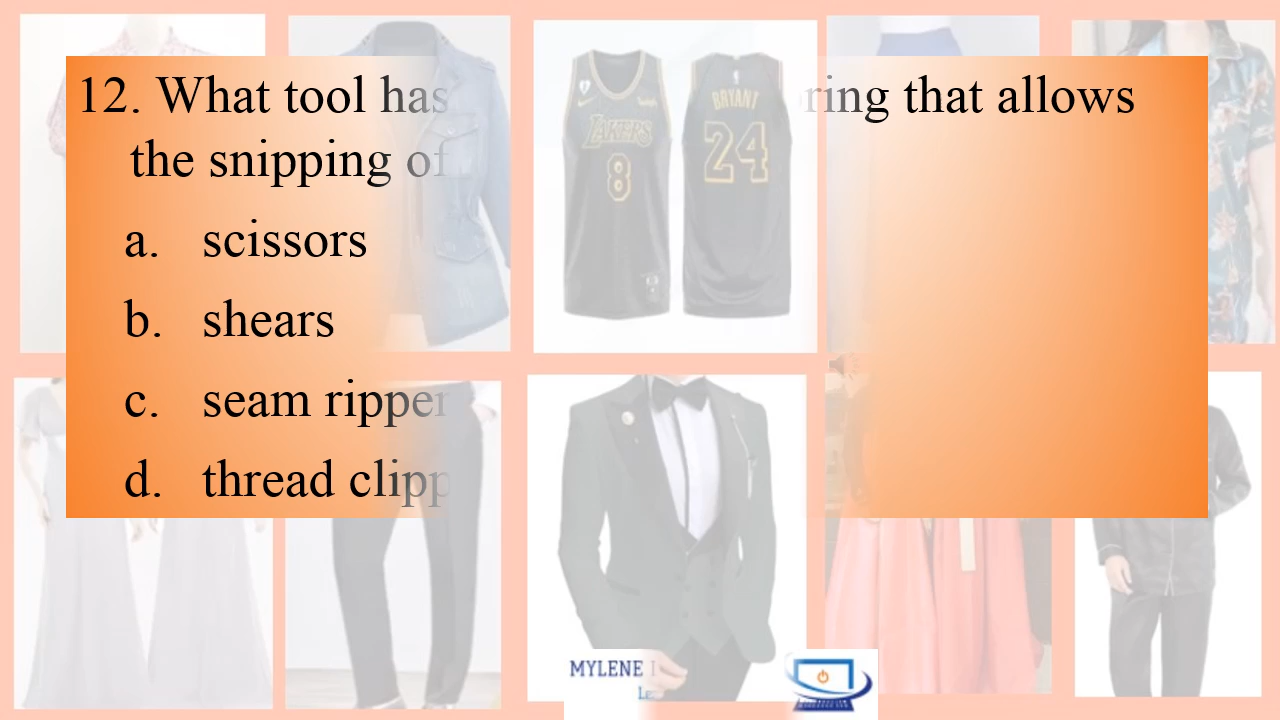 12. What tool has ring that allows
the snipping of
a. scissors
b. shears
c. seam ripper
d. thread clipp
BRYANT
LAKERS
8
24
MYLENE